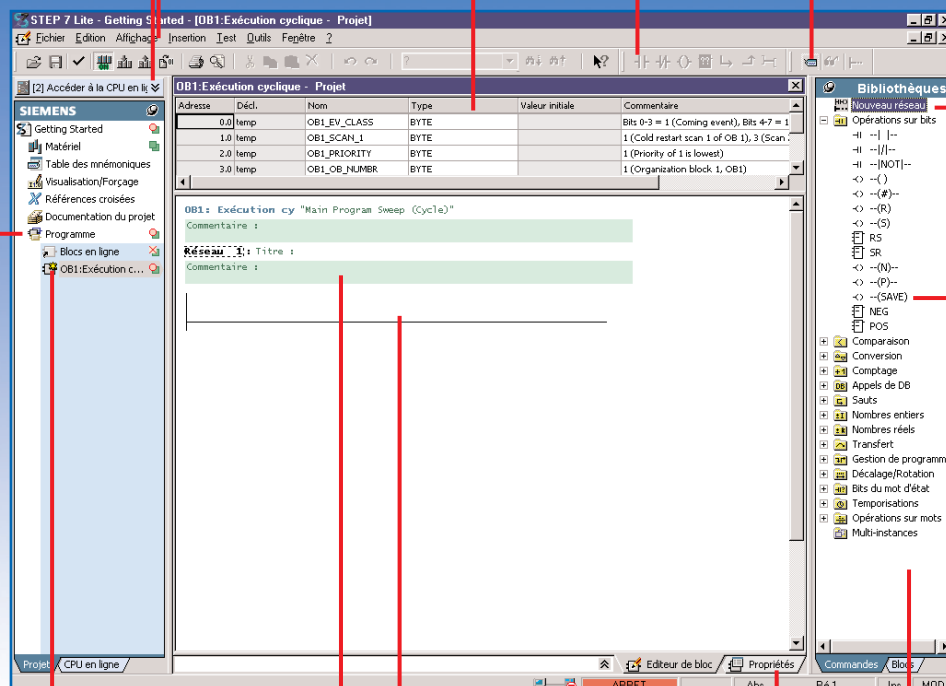 STEP 7 Lite - Getting Started - [OB1:Exécution cyclique - Projet]
Fichier Edition Affichage Insertion Test Outils Fenêtre ?
[2] Accéder à la CPU en lig
OB1:Exécution cyclique - Projet
Bibliothèques
SIEMENS
Getting Started
Matériel
Table des mnémoniques
Visualisation/Forçage
Références croisées
Documentation du projet
Programme
Blocs en ligne
OB1:Exécution c...
Adresse Décl. Nom Type Valeur initiale Commentaire
0.0 temp OB1_EV_CLASS BYTE Bits 0-3 = 1 (Coming event), Bits 4-7 = 1
1.0 temp OB1_SCAN_1 BYTE 1 (Cold restart scan 1 of OB 1), 3 (Scan
2.0 temp OB1_PRIORITY BYTE 1 (Priority of 1 is lowest)
3.0 temp OB1_OB_NUMBR BYTE 1 (Organization block 1, OB1)
OB1: Exécution cy "Main Program Sweep (Cycle)"
Commentaire :
Réseau 1: Titre :
Commentaire :
Nouveau réseau
Opérations sur bits
--| |--
--|/|--
--|NOT|--
--( )
--(#)--
--(R)
--(S)
RS
SR
--(N)--
--(P)--
--(SAVE)
NEG
POS
Comparaison
Conversion
Comptage
Appels de DB
Sauts
Nombres entiers
Nombres réels
Transfert
Gestion de programm
Décalage/Rotation
Bits du mot d'état
Temporisations
Opérations sur mots
Multi-instances
Projet CPU en ligne
Editeur de bloc Propriétés
Commandes Blocs
ARRET Abs Ré 1 Ins MOD